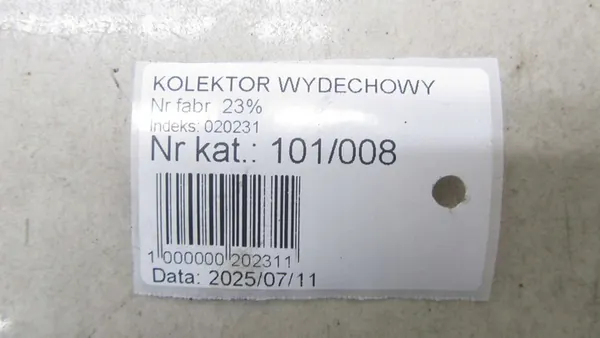 KOLEKTOR WYDECHOWY
Nr fabr 23%
Indeks: 020231
Nr kat.: 101/008
1 000000 202311
Data: 2025/07/11